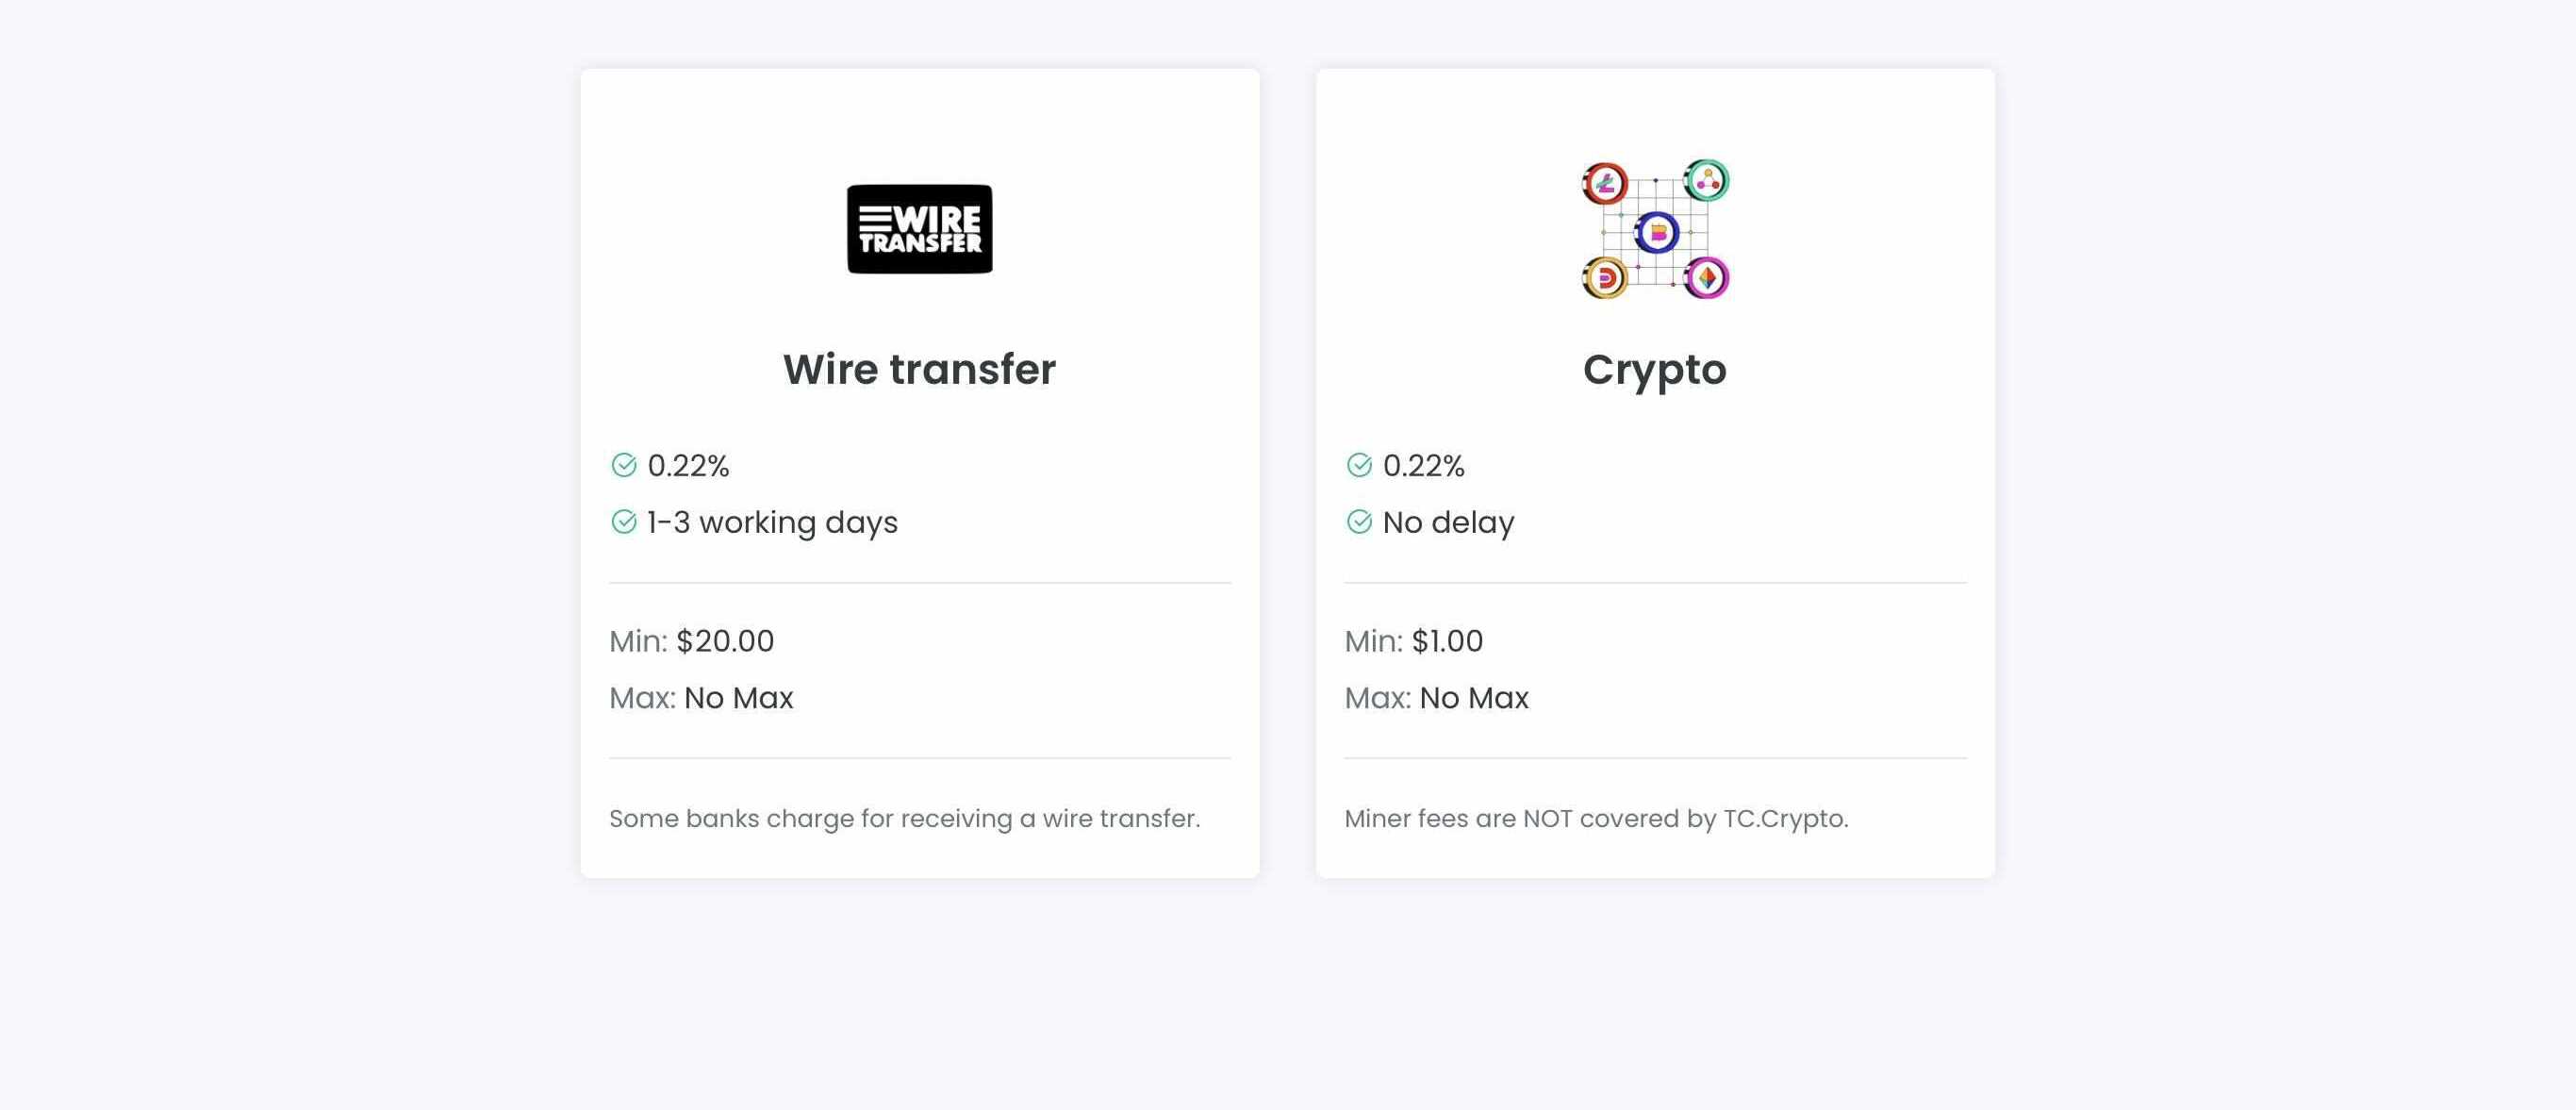 WIRE
TRANSFER
Wire transfer
0.22%
1-3 working days
Min: $20.00
Max: No Max
Some banks charge for receiving a wire transfer.
Crypto
0.22%
No delay
Min: $1.00
Max: No Max
Miner fees are NOT covered by TC.Crypto.